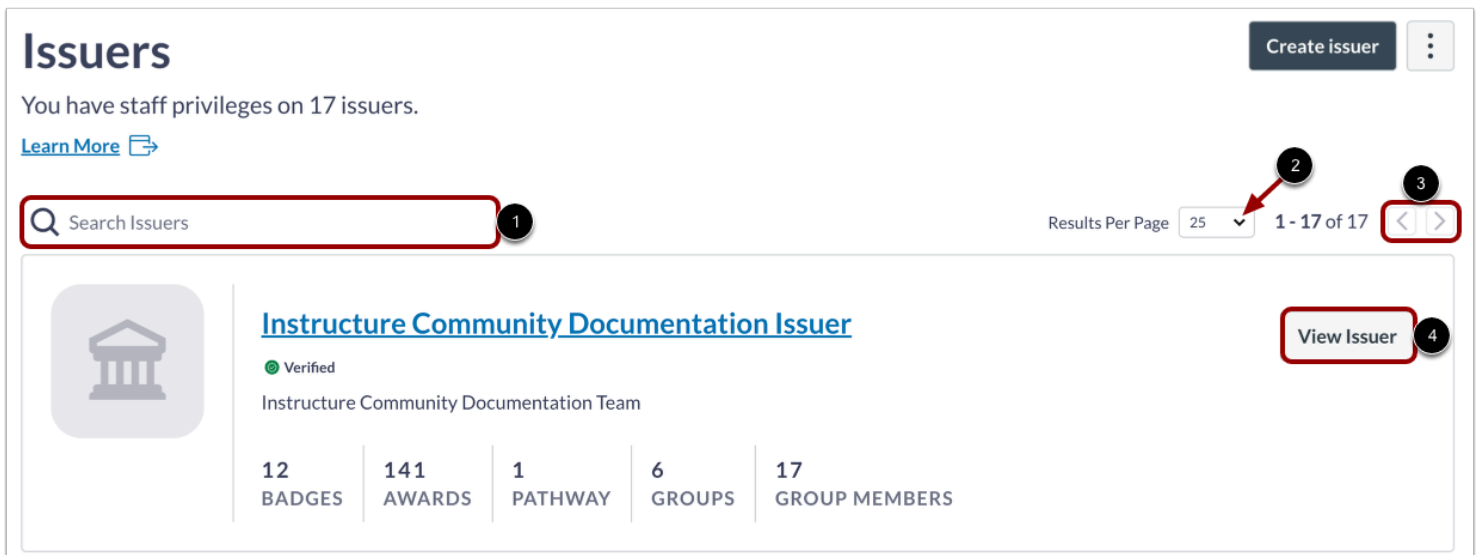 Issuers
Create issuer
You have staff privileges on 17 issuers.
Learn More
2
3
Search Issuers
1
Results Per Page 25 1 - 17 of 17
Instructure Community Documentation Issuer
View Issuer 4
Verified
Instructure Community Documentation Team
12 141 1 6 17
BADGES AWARDS PATHWAY GROUPS GROUP MEMBERS